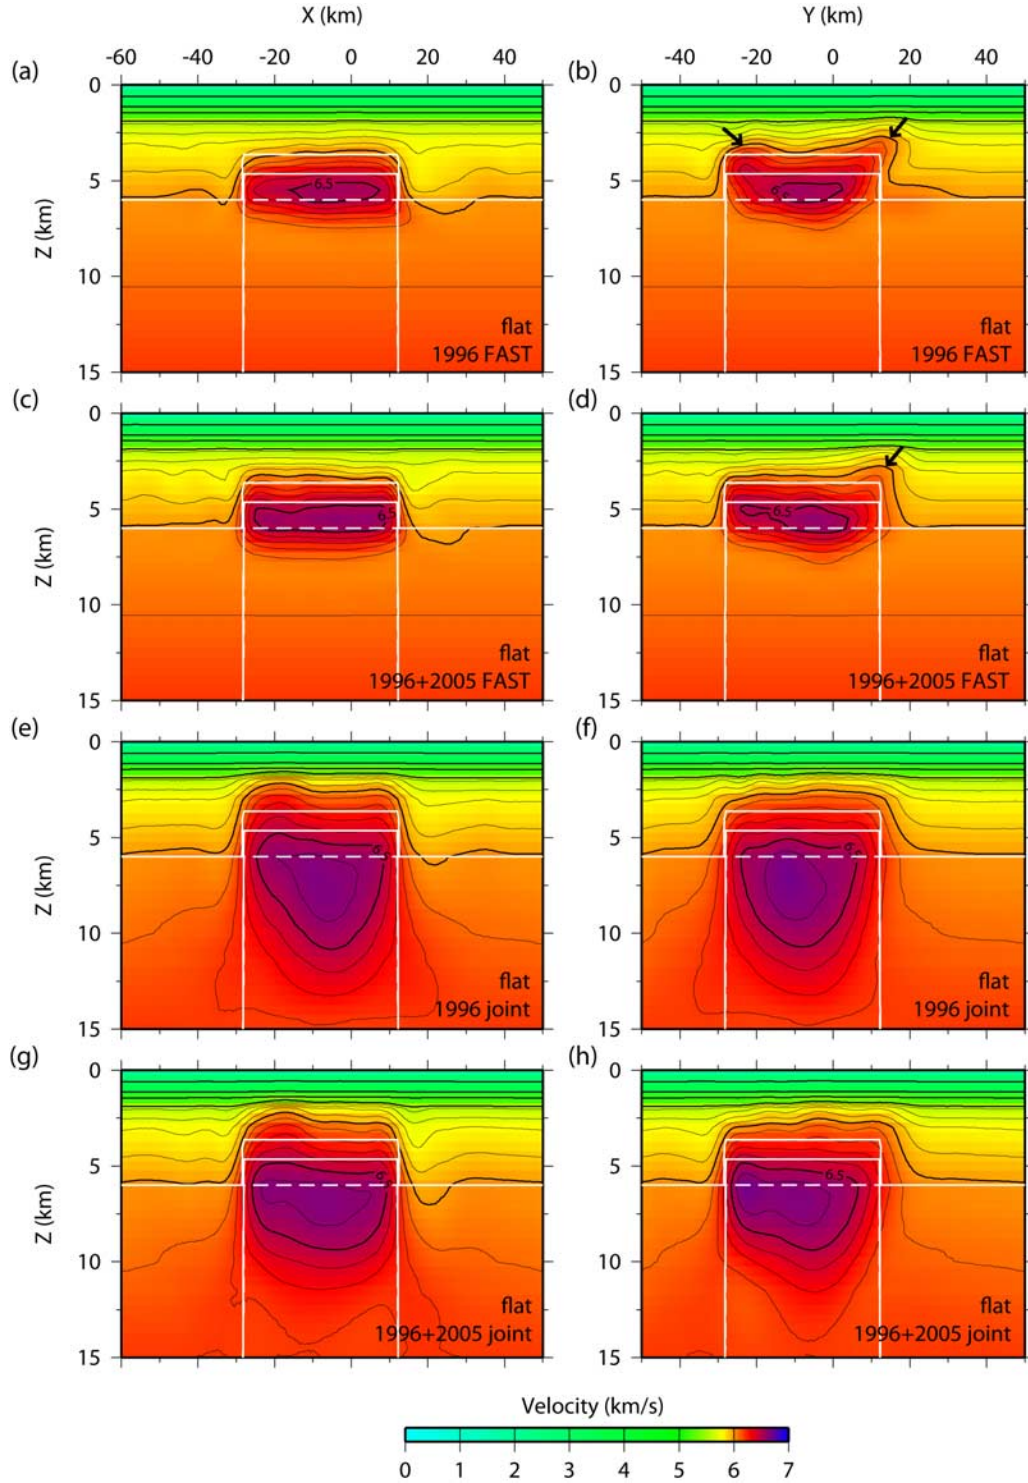 X (km) Y (km)
-60 -40 -20 0 20 40 -20 0 20 40
(a) (b)
0
5
10
15
Z (km)
6.5
flat
1996 FAST
flat
1996 FAST
(c) (d)
0
5
10
15
Z (km)
6.5
6.5
flat
1996+2005 FAST
flat
1996+2005 FAST
(e) (f)
0
5
10
15
Z (km)
flat
1996 joint
flat
1996 joint
(g) (h)
0
5
10
15
Z (km)
6.5
flat
1996+2005 joint
flat
1996+2005 joint
Velocity (km/s)
0 1 2 3 4 5 6 7